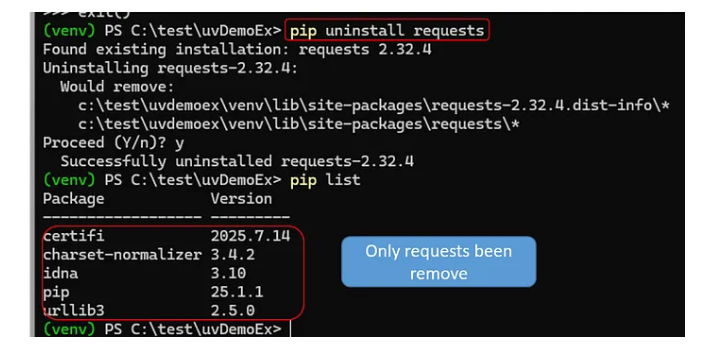 >>> exit()
(venv) PS C:\test\uvDemoEx> pip uninstall requests
Found existing installation: requests 2.32.4
Uninstalling requests-2.32.4:
  Would remove:
    c:\test\uvdemoex\venv\lib\site-packages\requests-2.32.4.dist-info\*
    c:\test\uvdemoex\venv\lib\site-packages\requests\*
Proceed (Y/n)? y
  Successfully uninstalled requests-2.32.4
(venv) PS C:\test\uvDemoEx> pip list
Package            Version
------------------ ---------
certifi            2025.7.14
charset-normalizer 3.4.2
idna               3.10
pip                25.1.1
urllib3            2.5.0
Only requests been
remove
(venv) PS C:\test\uvDemoEx>